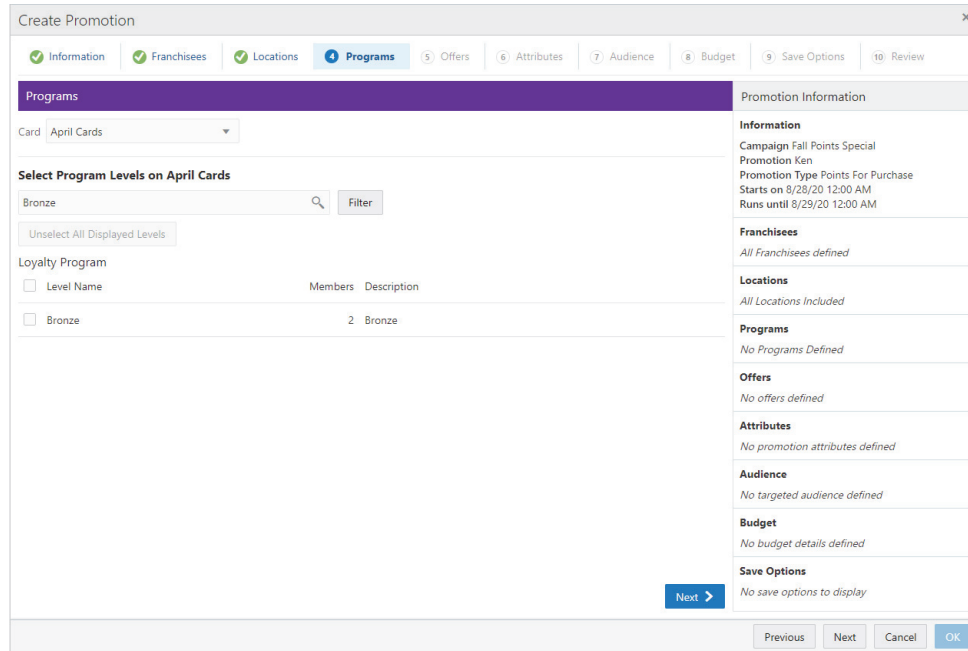 Create Promotion
Information
Franchisees
Locations
4 Programs
5 Offers
6 Attributes
7 Audience
8 Budget
9 Save Options
10 Review
Programs
Card April Cards
Select Program Levels on April Cards
Bronze
Filter
Unselect All Displayed Levels
Loyalty Program
Level Name Members Description
Bronze 2 Bronze
Next
Promotion Information
Information
Campaign Fall Points Special
Promotion Ken
Promotion Type Points For Purchase
Starts on 8/28/20 12:00 AM
Runs until 8/29/20 12:00 AM
Franchisees
All Franchisees defined
Locations
All Locations Included
Programs
No Programs Defined
Offers
No offers defined
Attributes
No promotion attributes defined
Audience
No targeted audience defined
Budget
No budget details defined
Save Options
No save options to display
Previous
Next
Cancel
OK